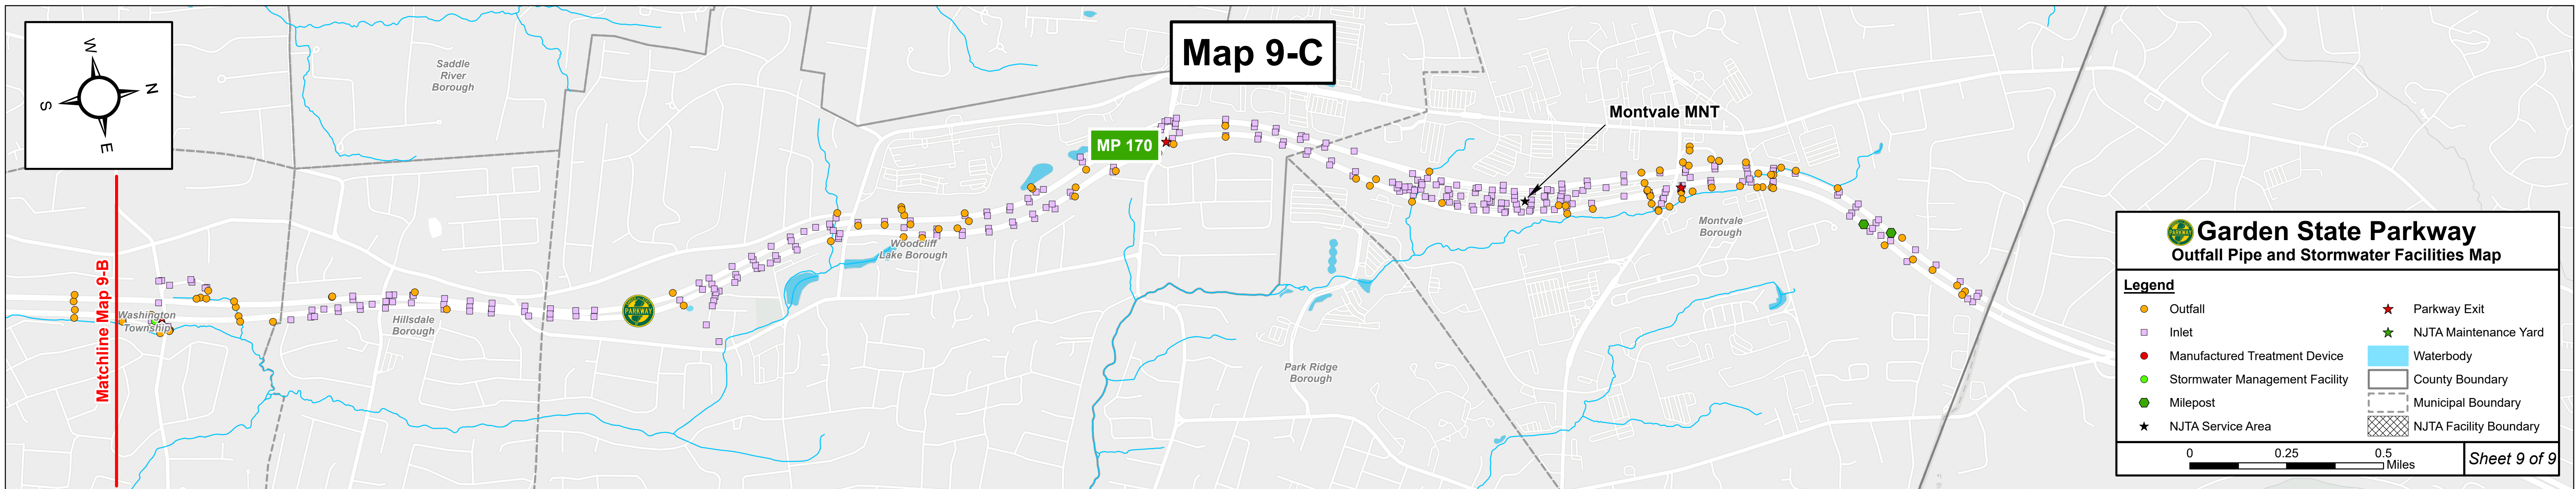 Map 9-C
W
N
S
E
Saddle
River
Borough
MP 170
Montvale MNT
Matchline Map 9-B
Washington
Township
Hillsdale
Borough
PARKWAY
Woodcliff
Lake Borough
Park Ridge
Borough
Montvale
Borough
PARKWAY
Garden State Parkway
Outfall Pipe and Stormwater Facilities Map
Legend
Outfall
Inlet
Manufactured Treatment Device
Stormwater Management Facility
Milepost
NJTA Service Area
Parkway Exit
NJTA Maintenance Yard
Waterbody
County Boundary
Municipal Boundary
NJTA Facility Boundary
0 0.25 0.5
Miles
Sheet 9 of 9